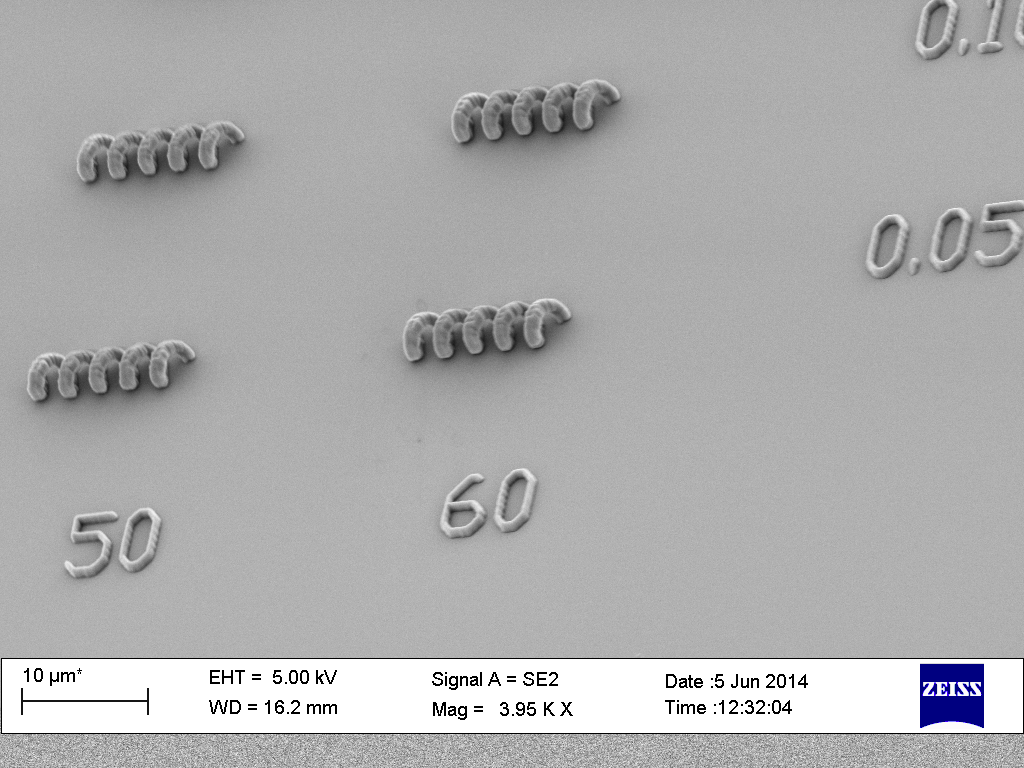 0.10
0.05
50 60
10 µm*
EHT = 5.00 kV
WD = 16.2 mm
Signal A = SE2
Mag = 3.95 K X
Date :5 Jun 2014
Time :12:32:04
ZEISS